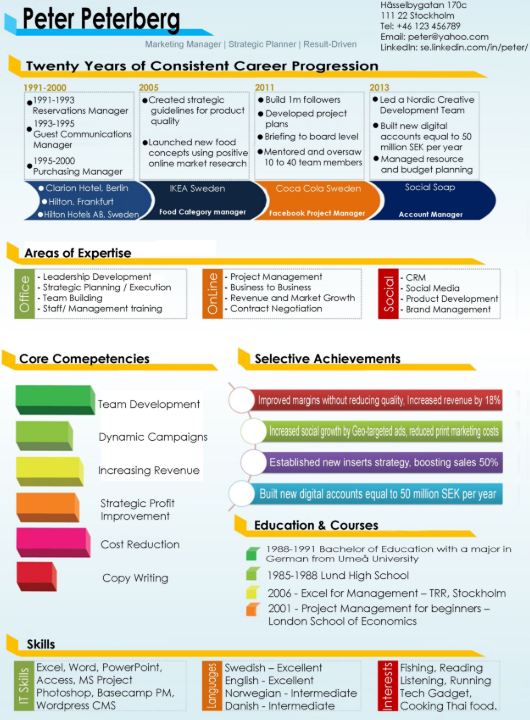 Peter Peterberg
Hässelbygatan 170c
111 22 Stockholm
Tel: +46 123 456789
Email: peter@yahoo.com
LinkedIn: se.linkedin.com/in/peter/
Marketing Manager | Strategic Planner | Result-Driven
Twenty Years of Consistent Career Progression
1991-2000
1991-1993
Reservations Manager
1993-1995
Guest Communications
Manager
1995-2000
Purchasing Manager
Clarion Hotel, Berlin
Hilton, Frankfurt
Hilton Hotels AB, Sweden
2005
Created strategic
guidelines for product
quality
Launched new food
concepts using positive
online market research
IKEA Sweden
Food Category manager
2011
Build 1m followers
Developed project
plans
Briefing to board level
Mentored and oversaw
10 to 40 team members
Coca Cola Sweden
Facebook Project Manager
2013
Led a Nordic Creative
Development Team
Built new digital
accounts equal to 50
million SEK per year
Managed resource
and budget planning
Social Soap
Account Manager
Areas of Expertise
Office
- Leadership Development
- Strategic Planning / Execution
- Team Building
- Staff/ Management training
OnLine
- Project Management
- Business to Business
- Revenue and Market Growth
- Contract Negotiation
Social
- CRM
- Social Media
- Product Development
- Brand Management
Core Comepetencies
Team Development
Dynamic Campaigns
Increasing Revenue
Strategic Profit
Improvement
Cost Reduction
Copy Writing
Selective Achievements
Improved margins without reducing quality, Increased revenue by 18%
Increased social growth by Geo-targeted ads, reduced print marketing costs
Established new inserts strategy, boosting sales 50%
Built new digital accounts equal to 50 million SEK per year
Education & Courses
1988-1991 Bachelor of Education with a major in
German from Umeå University
1985-1988 Lund High School
2006 - Excel for Management – TRR, Stockholm
2001 - Project Management for beginners –
London School of Economics
Skills
IT Skills
Excel, Word, PowerPoint,
Access, MS Project
Photoshop, Basecamp PM,
Wordpress CMS
Languages
Swedish – Excellent
English - Excellent
Norwegian - Intermediate
Danish - Intermediate
Interests
Fishing, Reading
Listening, Running
Tech Gadget,
Cooking Thai food.